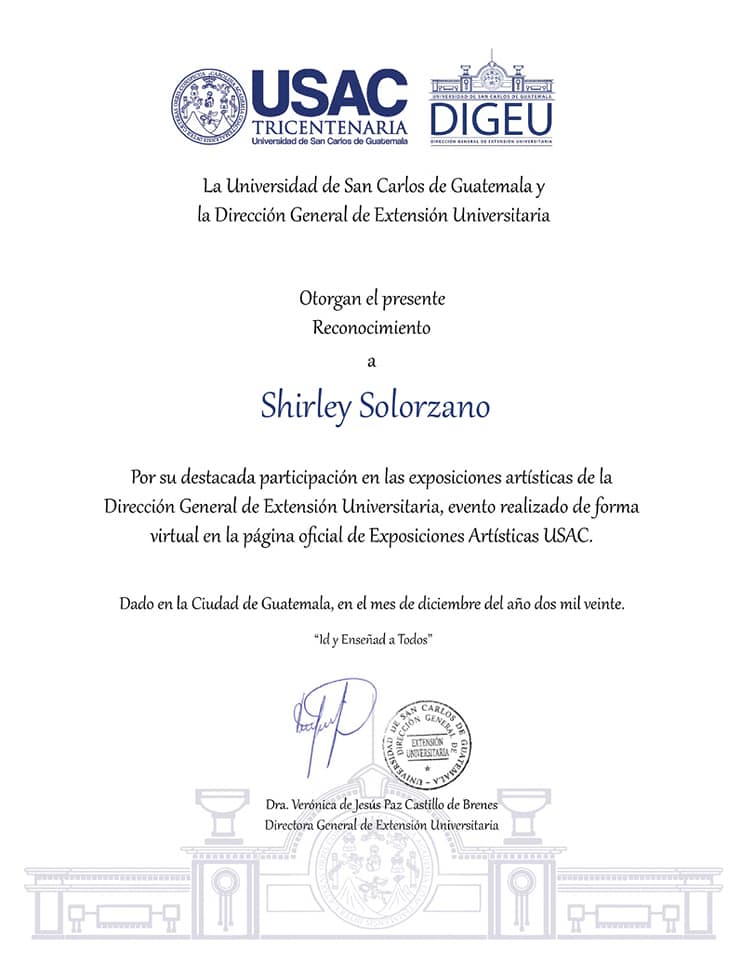 USAC
TRICENTENARIA
Universidad de San Carlos de Guatemala
UNIVERSIDAD DE SAN CARLOS DE GUATEMALA
DIGEU
DIRECCIÓN GENERAL DE EXTENSIÓN UNIVERSITARIA
La Universidad de San Carlos de Guatemala y
la Dirección General de Extensión Universitaria
Otorgan el presente
Reconocimiento
a
Shirley Solorzano
Por su destacada participación en las exposiciones artísticas de la
Dirección General de Extensión Universitaria, evento realizado de forma
virtual en la página oficial de Exposiciones Artísticas USAC.
Dado en la Ciudad de Guatemala, en el mes de diciembre del año dos mil veinte.
“Id y Enseñad a Todos”
UNIVERSIDAD DE SAN CARLOS DE GUATEMALA
DIRECCIÓN GENERAL DE
EXTENSIÓN
UNIVERSITARIA
Dra. Verónica de Jesús Paz Castillo de Brenes
Directora General de Extensión Universitaria